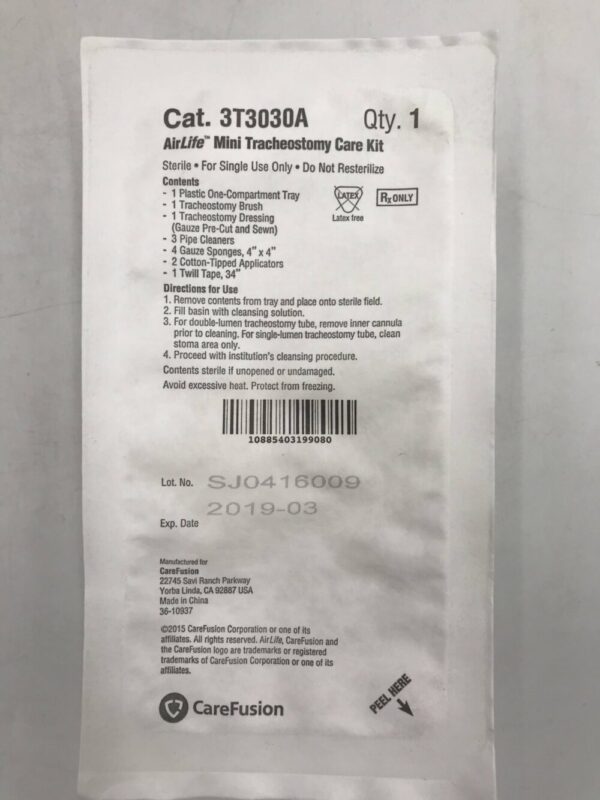 Cat. 3T3030A Qty. 1
AirLife™ Mini Tracheostomy Care Kit
Sterile • For Single Use Only • Do Not Resterilize
Contents
- 1 Plastic One-Compartment Tray
- 1 Tracheostomy Brush
- 1 Tracheostomy Dressing
(Gauze Pre-Cut and Sewn)
- 3 Pipe Cleaners
- 4 Gauze Sponges, 4" x 4"
- 2 Cotton-Tipped Applicators
- 1 Twill Tape, 34"
LATEX
Latex free
Rx ONLY
Directions for Use
1. Remove contents from tray and place onto sterile field.
2. Fill basin with cleansing solution.
3. For double-lumen tracheostomy tube, remove inner cannula
prior to cleaning. For single-lumen tracheostomy tube, clean
stoma area only.
4. Proceed with institution's cleansing procedure.
Contents sterile if unopened or undamaged.
Avoid excessive heat. Protect from freezing.
10885403199080
Lot. No. SJ0416009
2019-03
Exp. Date
Manufactured for
CareFusion
22745 Savi Ranch Parkway
Yorba Linda, CA 92887 USA
Made in China
36-10937
©2015 CareFusion Corporation or one of its
affiliates. All rights reserved. AirLife, CareFusion and
the CareFusion logo are trademarks or registered
trademarks of CareFusion Corporation or one of its
affiliates.
CareFusion
PEEL HERE